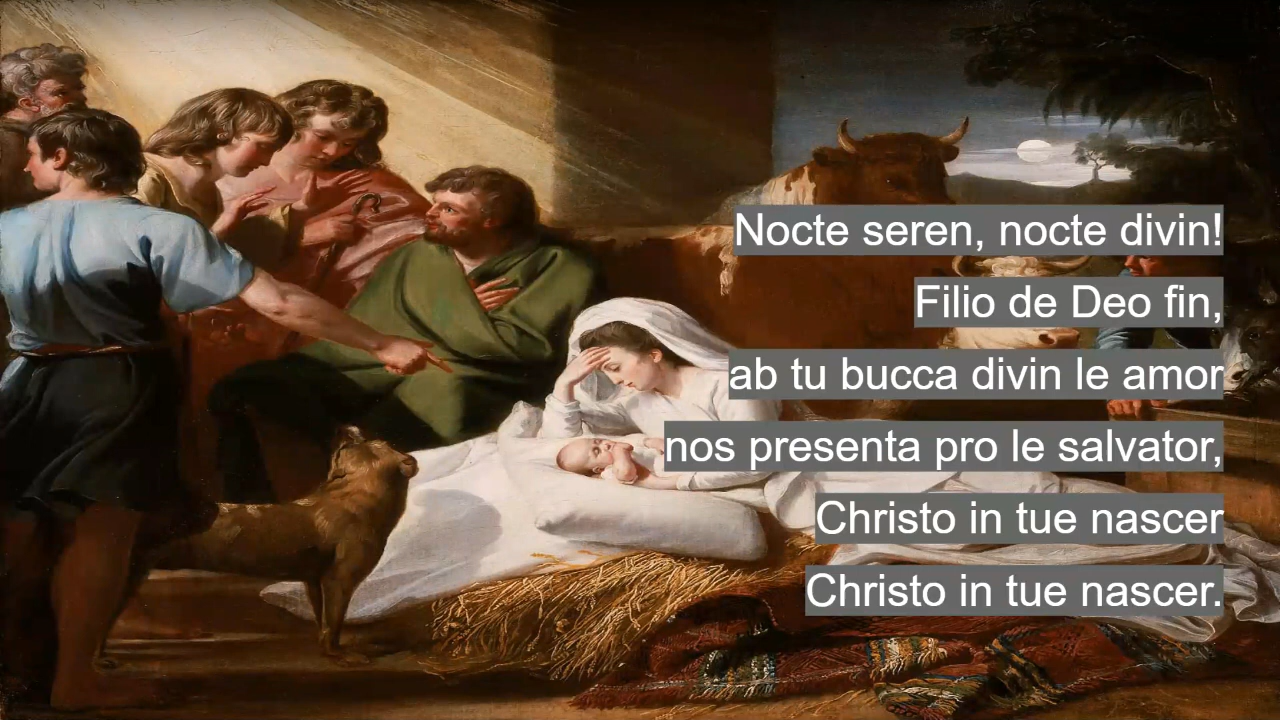 Nocte seren, nocte divin!
Filio de Deo fin,
ab tu bucca divin le amor
nos presenta pro le salvator,
Christo in tue nascer
Christo in tue nascer.